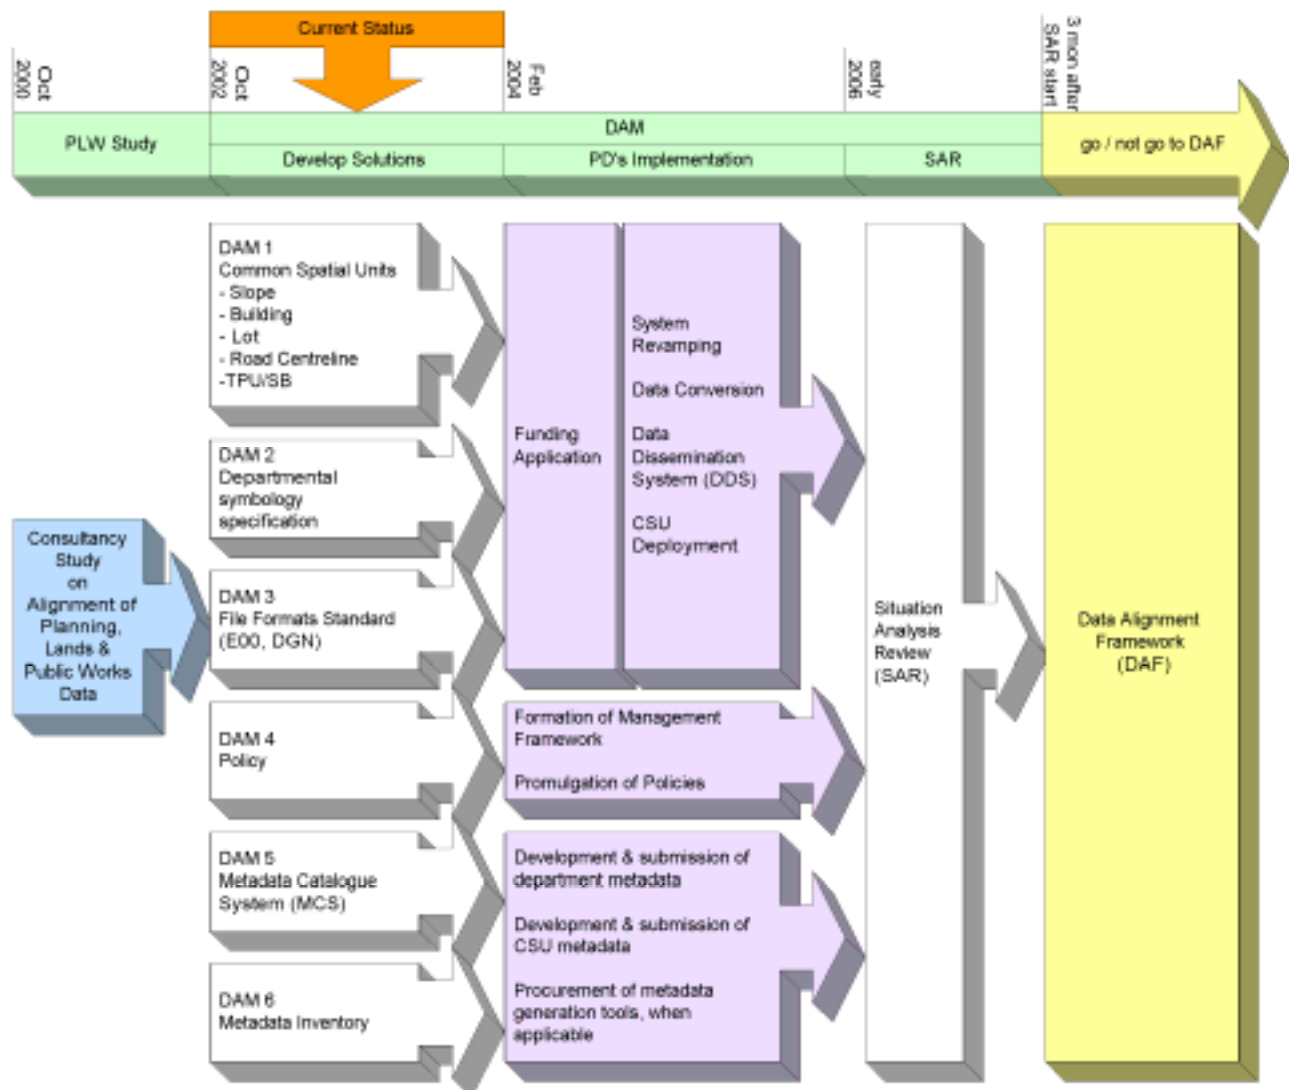 Current Status
Oct
2000
Oct
2002
Feb
2004
early
2006
3 mon after
SAR start
PLW Study
DAM
go / not go to DAF
Develop Solutions
PD's Implementation
SAR
DAM 1
Common Spatial Units
- Slope
- Building
- Lot
- Road Centreline
-TPU/SB
DAM 2
Departmental
symbology
specification
DAM 3
File Formats Standard
(E00, DGN)
DAM 4
Policy
DAM 5
Metadata Catalogue
System (MCS)
DAM 6
Metadata Inventory
Consultancy
Study
on
Alignment of
Planning,
Lands &
Public Works
Data
Funding
Application
System
Revamping
Data Conversion
Data
Dissemination
System (DDS)
CSU
Deployment
Formation of Management
Framework
Promulgation of Policies
Development & submission of
department metadata
Development & submission of
CSU metadata
Procurement of metadata
generation tools, when
applicable
Situation
Analysis
Review
(SAR)
Data Alignment
Framework
(DAF)